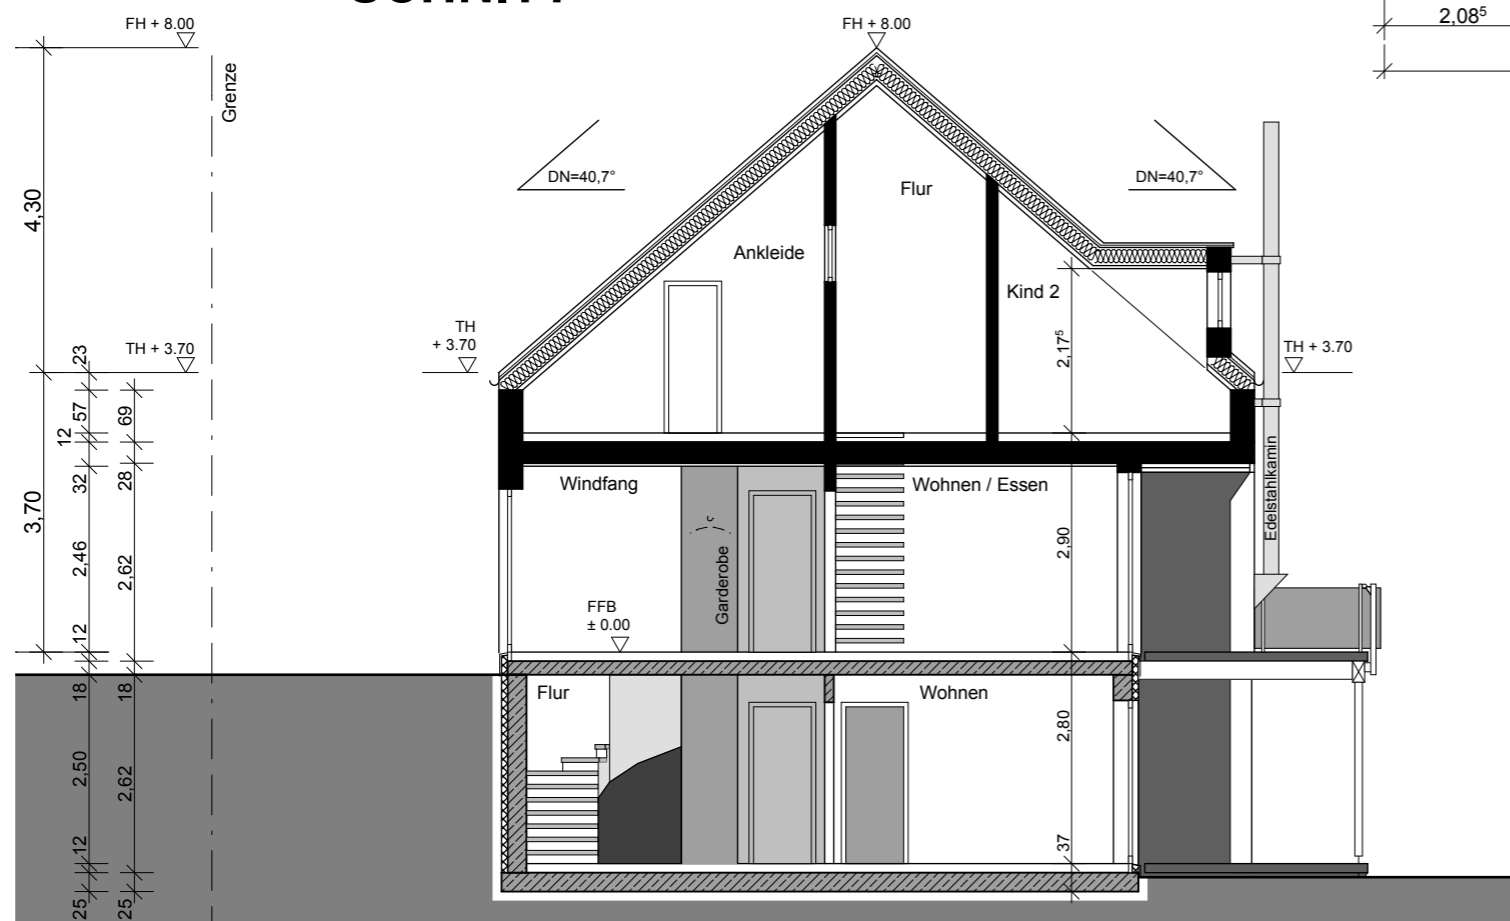 2,08⁵
FH + 8.00
FH + 8.00
Grenze
4,30
DN=40,7°
DN=40,7°
Flur
Ankleide
Kind 2
TH
+ 3.70
TH + 3.70
TH + 3.70
23
57
69
12
2,17⁵
32
28
3,70
2,46
2,62
12
Windfang
Wohnen / Essen
Garderobe
Edelstahlkamin
2,90
FFB
± 0.00
18
18
Flur
Wohnen
2,80
2,50
2,62
12
37
25
25